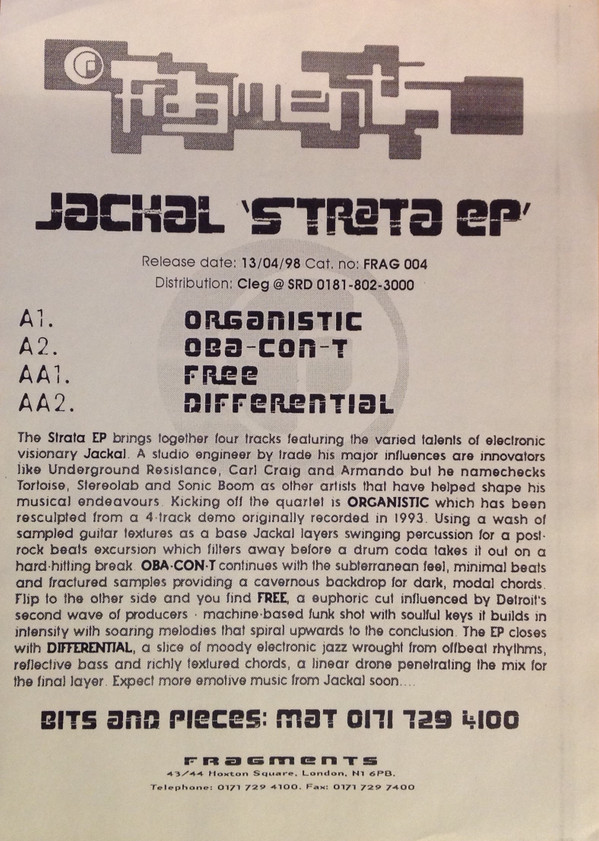 Fragments
JACKAL 'STRATA EP'
Release date: 13/04/98 Cat. no: FRAG 004
Distribution: Cleg @ SRD 0181-802-3000
A1. ORGANISTIC
A2. OBA-CON-T
AA1. FREE
AA2. DIFFERENTIAL
The Strata EP brings together four tracks featuring the varied talents of electronic
visionary Jackal. A studio engineer by trade his major influences are innovators
like Underground Resistance, Carl Craig and Armando but he namechecks
Tortoise, Stereolab and Sonic Boom as other artists that have helped shape his
musical endeavours. Kicking off the quartet is ORGANISTIC which has been
resculpted from a 4-track demo originally recorded in 1993. Using a wash of
sampled guitar textures as a base Jackal layers swinging percussion for a post-
rock beats excursion which filters away before a drum coda takes it out on a
hard-hitting break. OBA-CON-T continues with the subterranean feel, minimal beats
and fractured samples providing a cavernous backdrop for dark, modal chords.
Flip to the other side and you find FREE, a euphoric cut influenced by Detroit's
second wave of producers - machine-based funk shot with soulful keys it builds in
intensity with soaring melodies that spiral upwards to the conclusion. The EP closes
with DIFFERENTIAL, a slice of moody electronic jazz wrought from offbeat rhythms,
reflective bass and richly textured chords, a linear drone penetrating the mix for
the final layer. Expect more emotive music from Jackal soon....
BITS AND PIECES: MAT 0171 729 4100
FRAGMENTS
43/44 Hoxton Square, London, N1 6PB.
Telephone: 0171 729 4100. Fax: 0171 729 7400